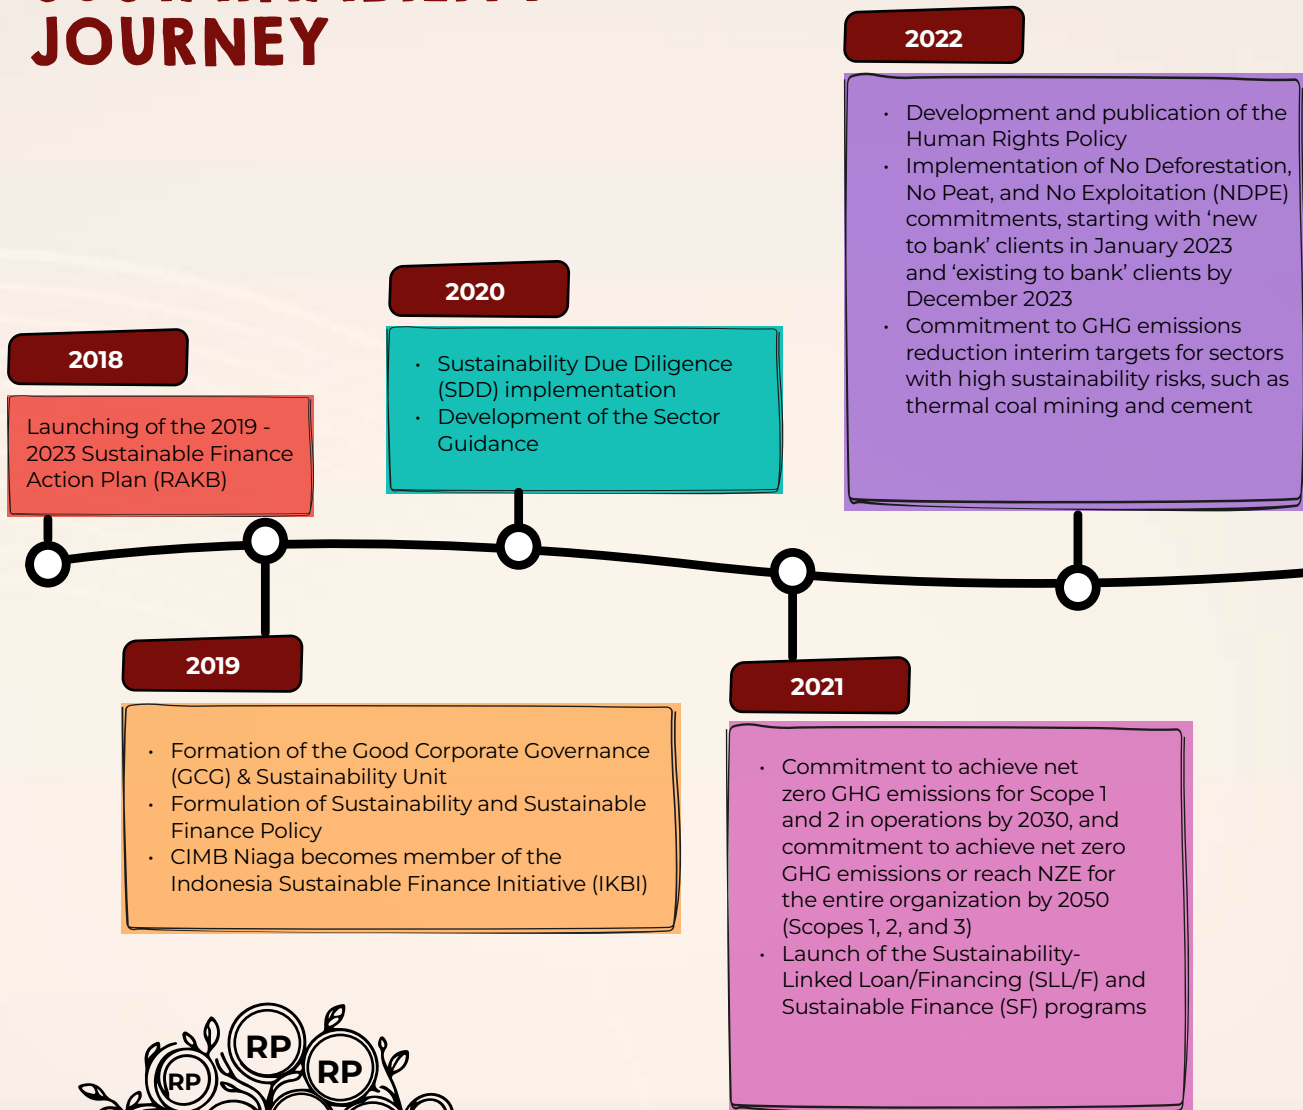 JOURNEY
2018
Launching of the 2019 -
2023 Sustainable Finance
Action Plan (RAKB)
2019
• Formation of the Good Corporate Governance
(GCG) & Sustainability Unit
• Formulation of Sustainability and Sustainable
Finance Policy
• CIMB Niaga becomes member of the
Indonesia Sustainable Finance Initiative (IKBI)
2020
• Sustainability Due Diligence
(SDD) implementation
• Development of the Sector
Guidance
2021
• Commitment to achieve net
zero GHG emissions for Scope 1
and 2 in operations by 2030, and
commitment to achieve net zero
GHG emissions or reach NZE for
the entire organization by 2050
(Scopes 1, 2, and 3)
• Launch of the Sustainability-
Linked Loan/Financing (SLL/F) and
Sustainable Finance (SF) programs
2022
• Development and publication of the
Human Rights Policy
• Implementation of No Deforestation,
No Peat, and No Exploitation (NDPE)
commitments, starting with ‘new
to bank’ clients in January 2023
and ‘existing to bank’ clients by
December 2023
• Commitment to GHG emissions
reduction interim targets for sectors
with high sustainability risks, such as
thermal coal mining and cement
RP
RP
RP